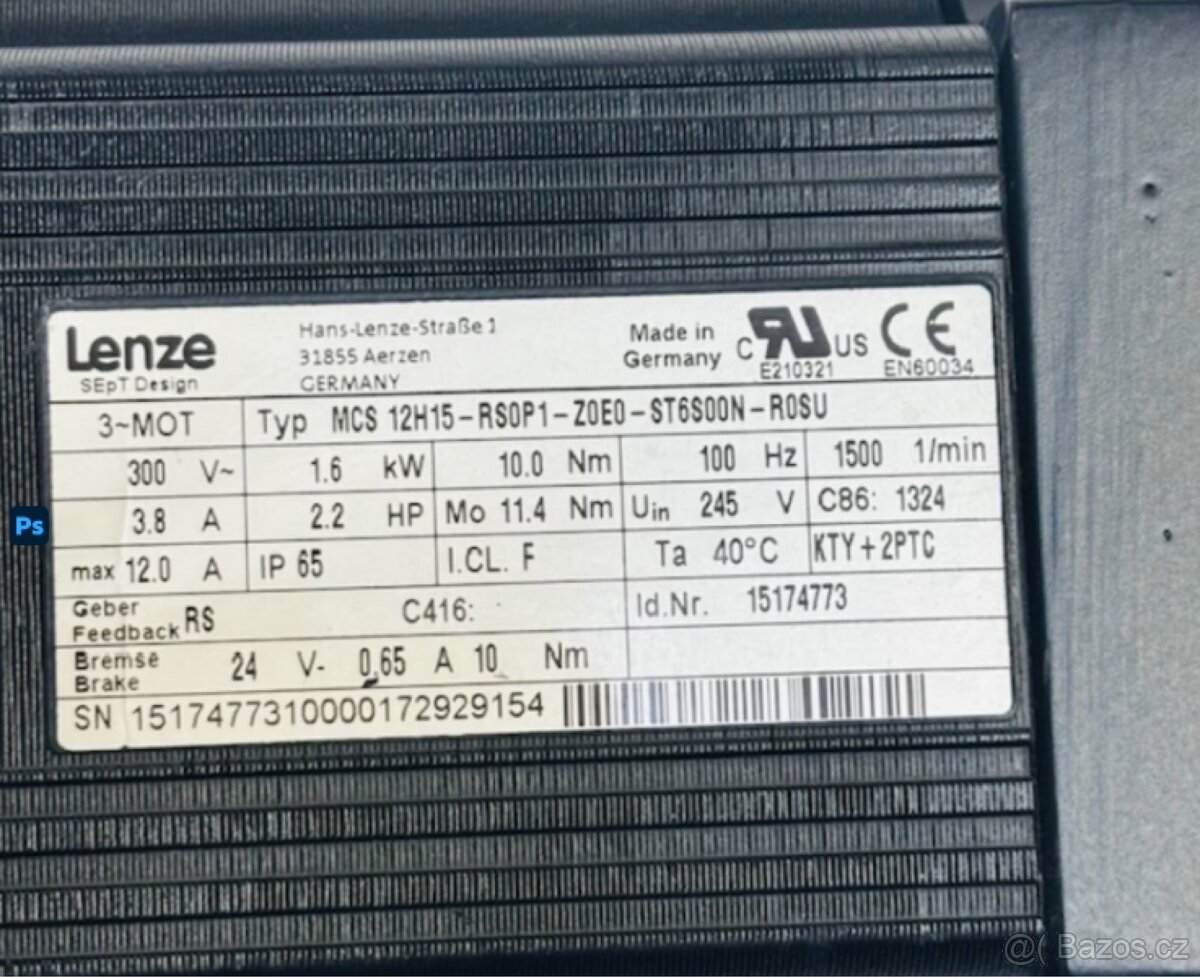 Lenze
SEpT Design
Hans-Lenze-Straße 1
31855 Aerzen
GERMANY
Made in
Germany
C RU US
E210321
CE
EN60034
3~MOT Typ MCS 12H15-RS0P1-Z0E0-ST6S00N-R0SU
300 V~ 1.6 kW 10.0 Nm 100 Hz 1500 1/min
3.8 A 2.2 HP Mo 11.4 Nm Uin 245 V C86: 1324
max 12.0 A IP 65 I.CL. F Ta 40°C KTY+2PTC
Geber
Feedback RS C416: Id.Nr. 15174773
Bremse
Brake 24 V- 0,65 A 10 Nm
SN 1517477310000172929154
Ps
@( Bazos.cz